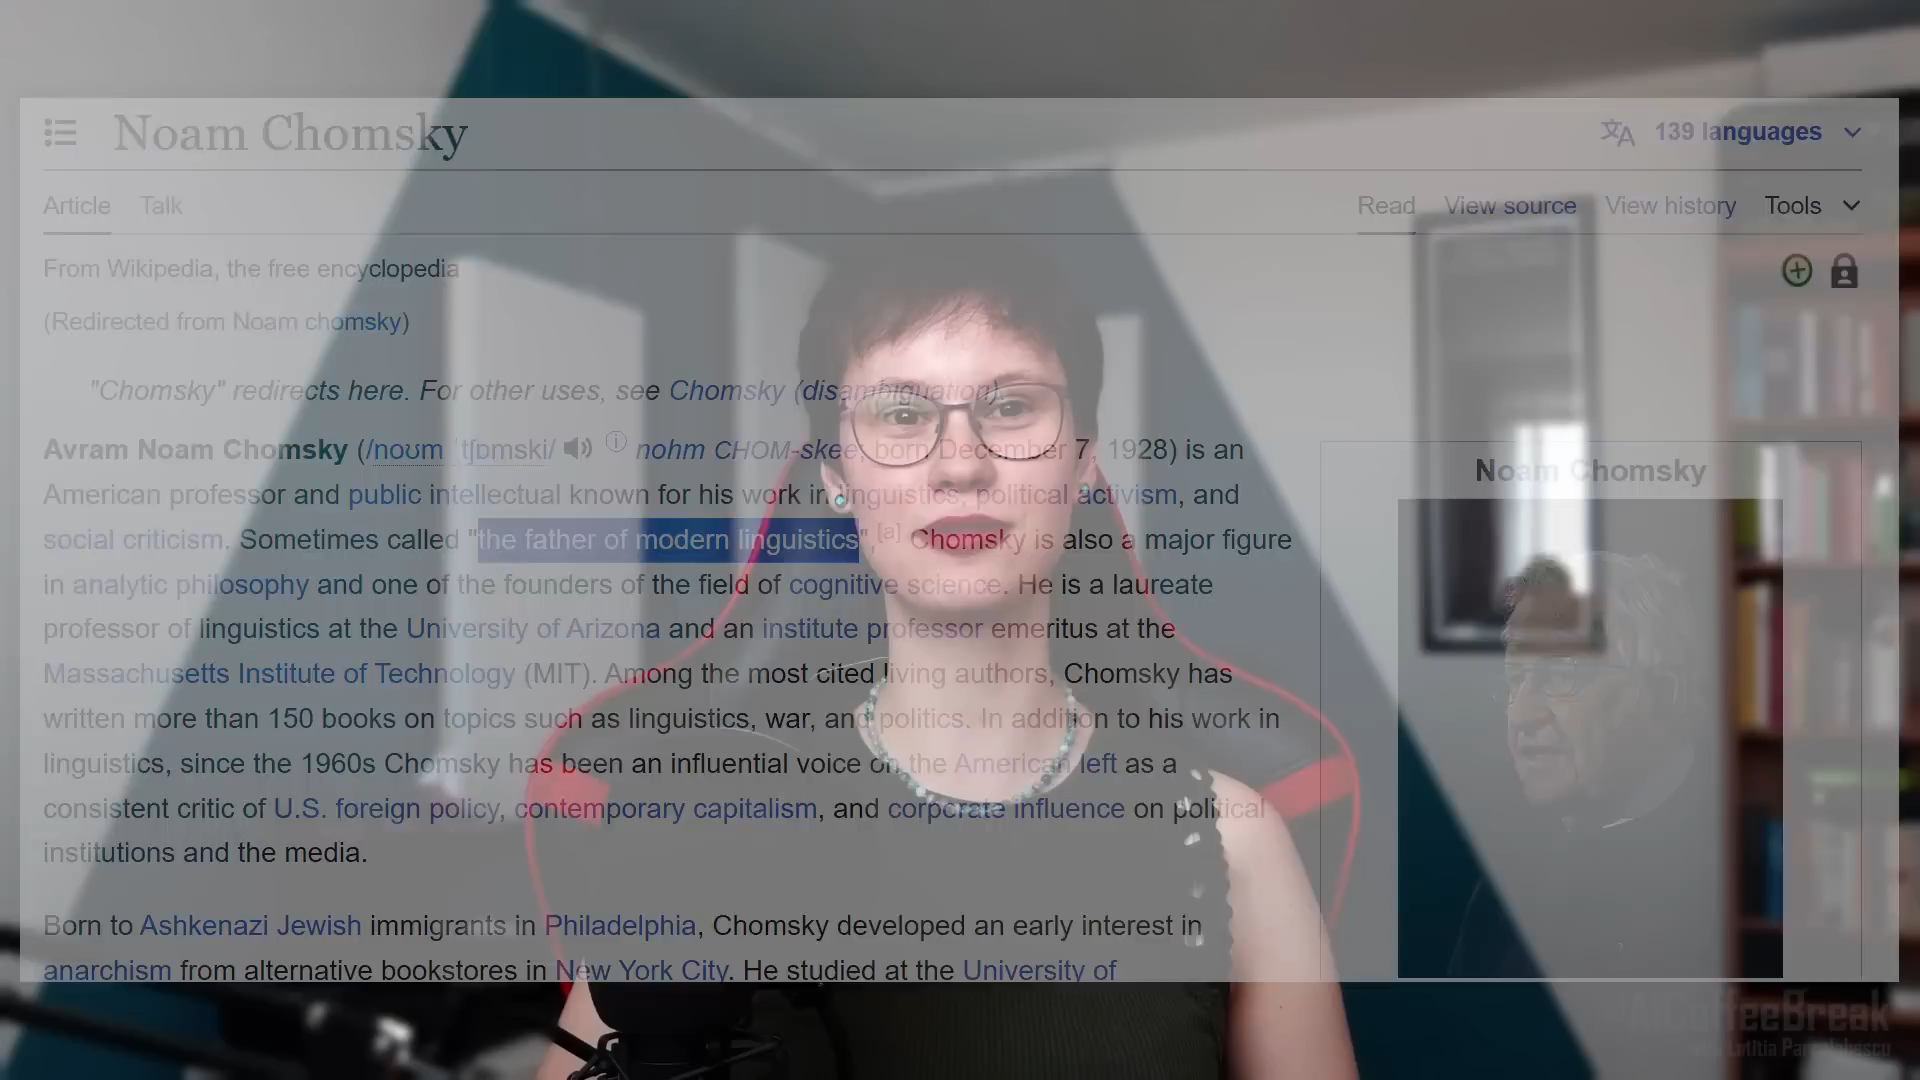 Noam Chomsky
139 languages
Article Talk
Read View source View history Tools
From Wikipedia, the free encyclopedia
(Redirected from Noam chomsky)
"Chomsky" redirects here. For other uses, see Chomsky (disambiguation).
Avram Noam Chomsky (/noʊm ˈtʃɒmski/ nohm CHOM-skee; born December 7, 1928) is an
American professor and public intellectual known for his work in linguistics, political activism, and
social criticism. Sometimes called "the father of modern linguistics",[a] Chomsky is also a major figure
in analytic philosophy and one of the founders of the field of cognitive science. He is a laureate
professor of linguistics at the University of Arizona and an institute professor emeritus at the
Massachusetts Institute of Technology (MIT). Among the most cited living authors, Chomsky has
written more than 150 books on topics such as linguistics, war, and politics. In addition to his work in
linguistics, since the 1960s Chomsky has been an influential voice on the American left as a
consistent critic of U.S. foreign policy, contemporary capitalism, and corporate influence on political
institutions and the media.
Born to Ashkenazi Jewish immigrants in Philadelphia, Chomsky developed an early interest in
anarchism from alternative bookstores in New York City. He studied at the University of
Noam Chomsky
AICoffeeBreak
Letitia Parcalabescu